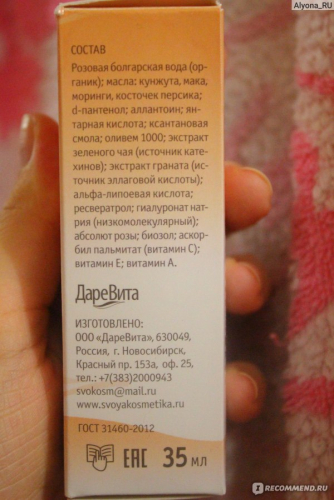 Alyona_RU
СОСТАВ
Розовая болгарская вода (ор-
ганик); масла: кунжута, мака,
моринги, косточек персика;
d-пантенол; аллантоин; ян-
тарная кислота; ксантановая
смола; оливем 1000; экстракт
зеленого чая (источник кате-
хинов); экстракт граната (ис-
точник эллаговой кислоты);
альфа-липоевая кислота;
ресвератрол; гиалуронат нат-
рия (низкомолекулярный);
абсолют розы; биозол; аскор-
бил пальмитат (витамин С);
витамин Е; витамин А.
ДареВита
ИЗГОТОВЛЕНО:
ООО «ДареВита», 630049,
Россия, г. Новосибирск,
Красный пр. 153а, оф. 25,
тел.: +7(383)2000943
svokosm@mail.ru
www.svoyakosmetika.ru
ГОСТ 31460-2012
EAC 35 мл
IRECOMMEND.RU